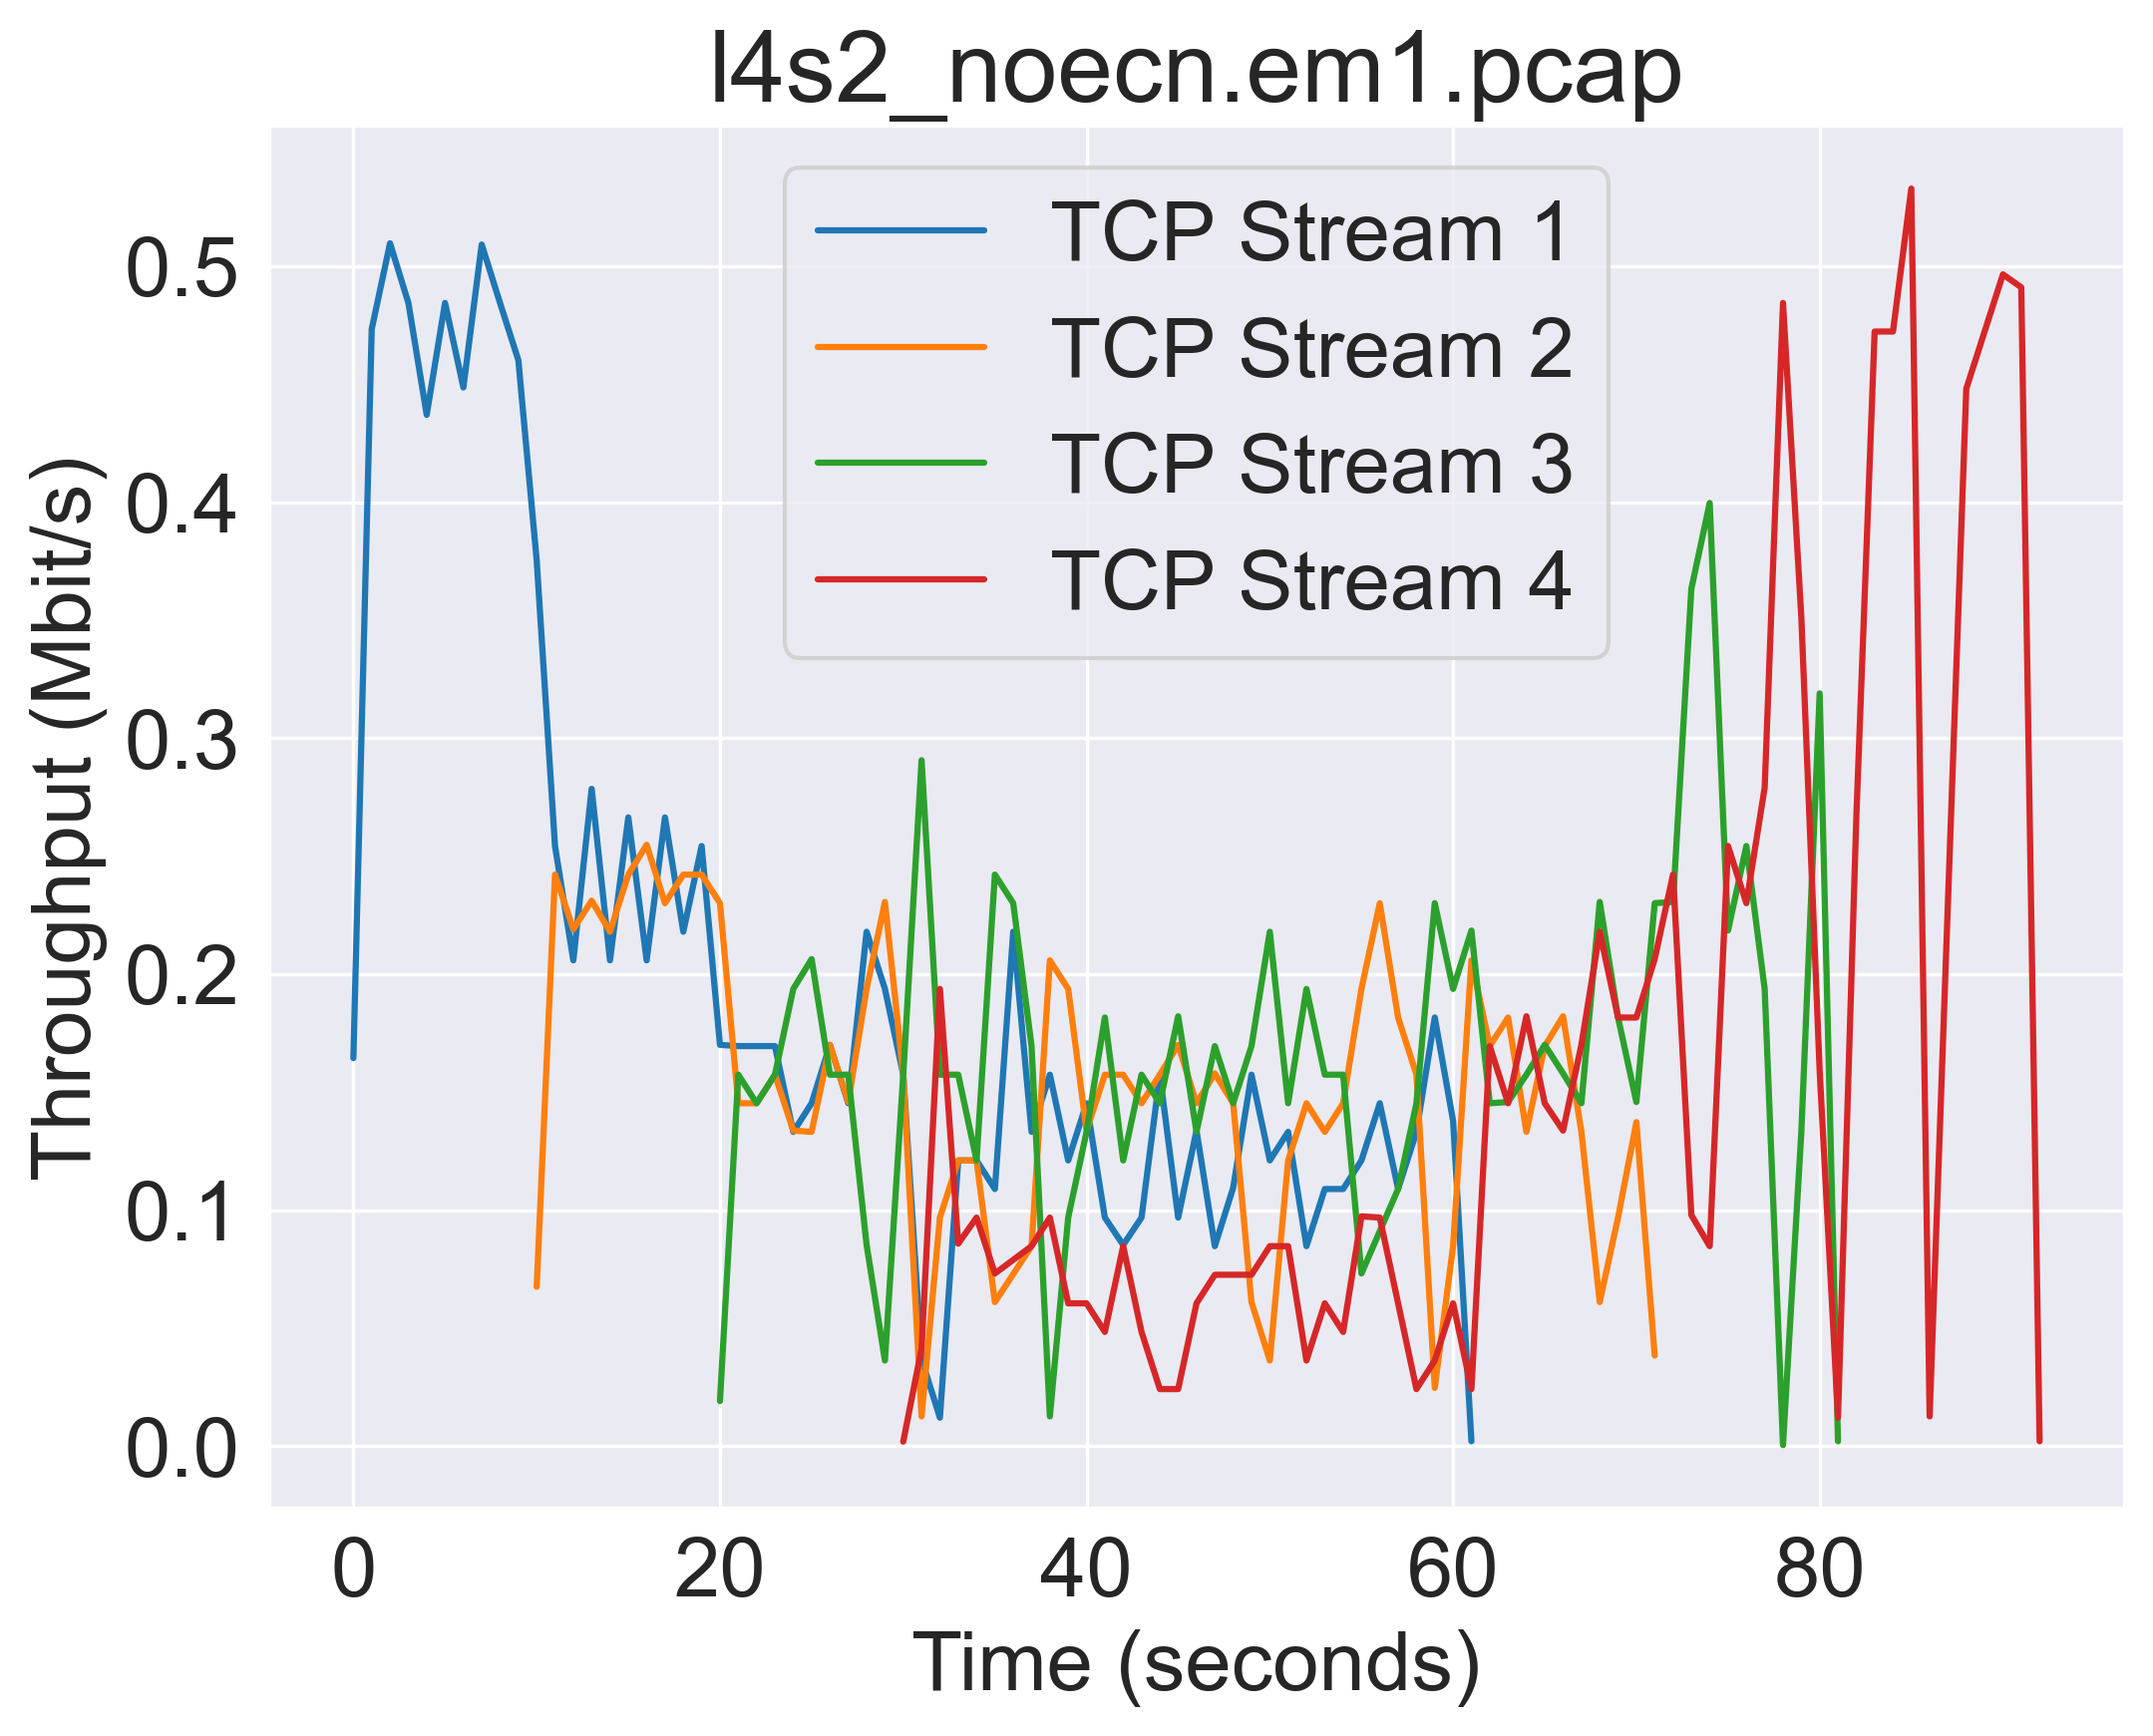 l4s2_noecn.em1.pcap
TCP Stream 1
TCP Stream 2
TCP Stream 3
TCP Stream 4
Throughput (Mbit/s)
0.5
0.4
0.3
0.2
0.1
0.0
0 20 40 60 80
Time (seconds)